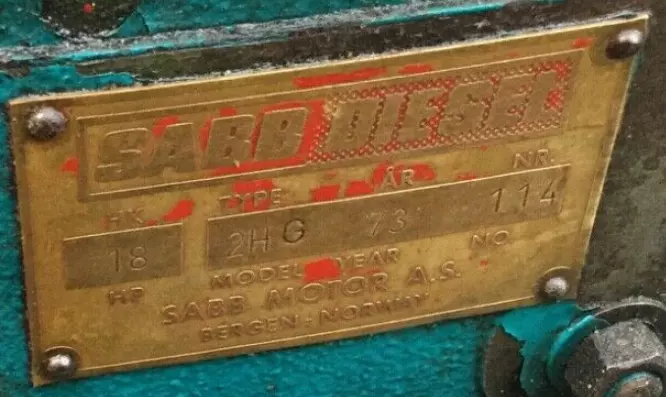 SABB DIESEL
HK. TYPE ÅR NR.
18 2HG 73 114
HP MODEL YEAR NO
SABB MOTOR A.S.
BERGEN - NORWAY